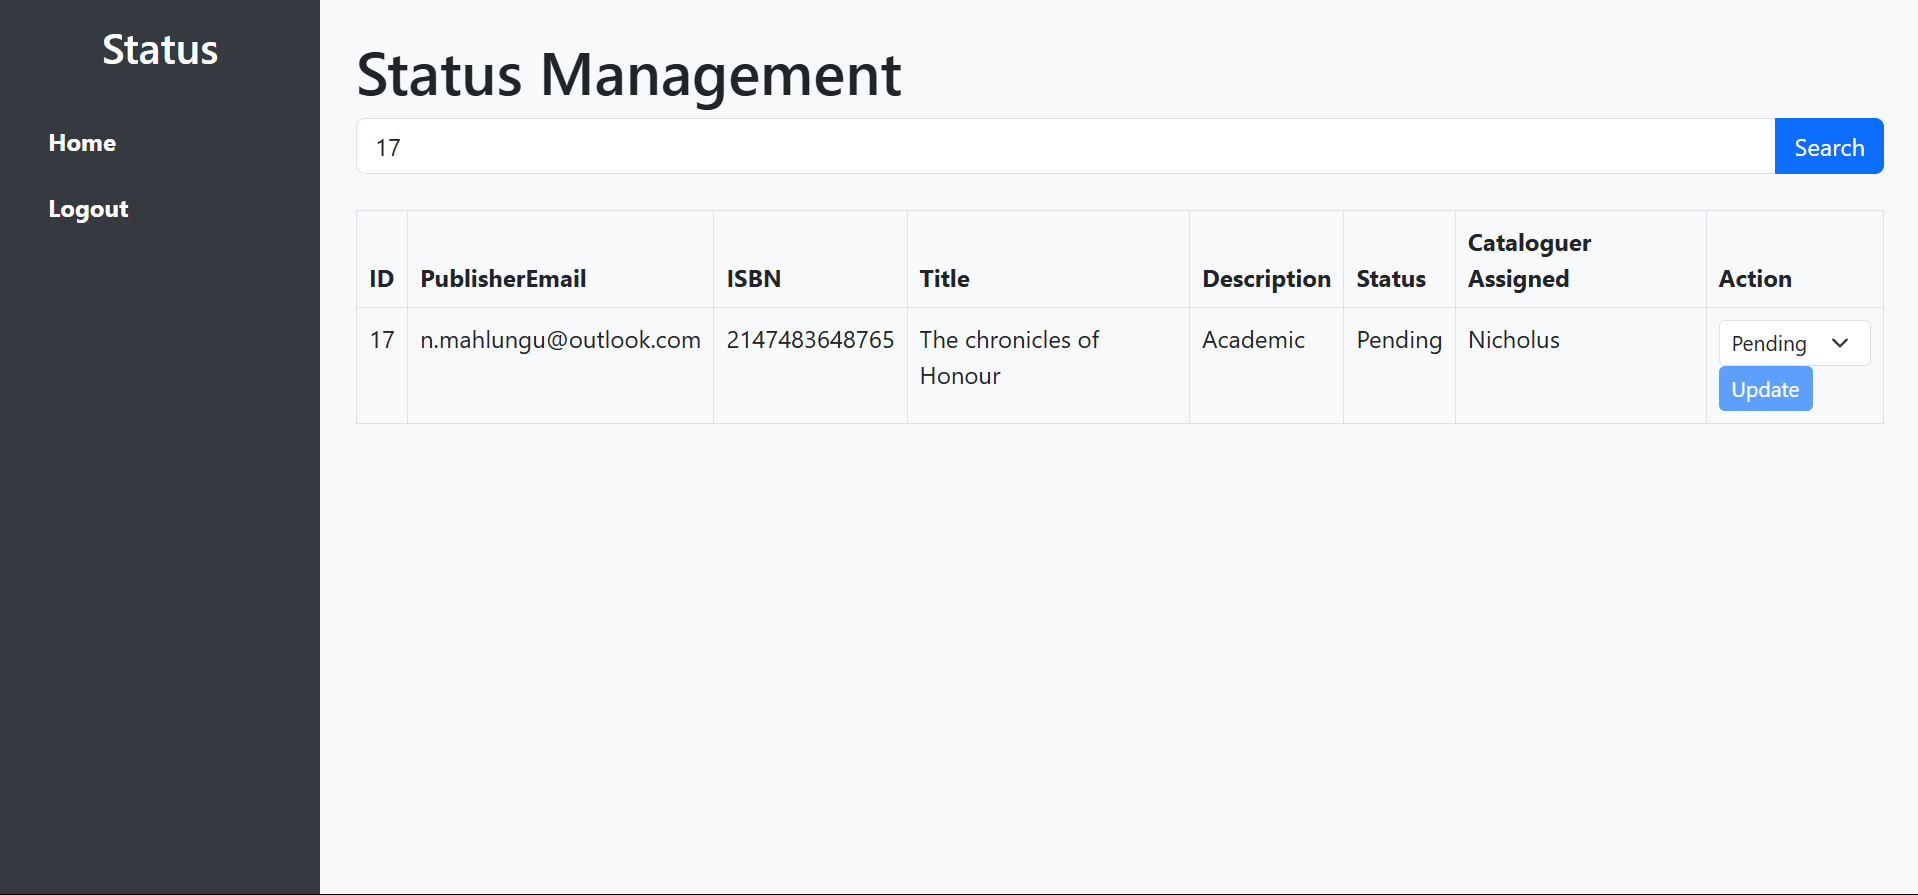 Status
Home
Logout
Status Management
17
Search
ID PublisherEmail ISBN Title Description Status Cataloguer Assigned Action
17 n.mahlungu@outlook.com 2147483648765 The chronicles of Honour Academic Pending Nicholus Pending
Update